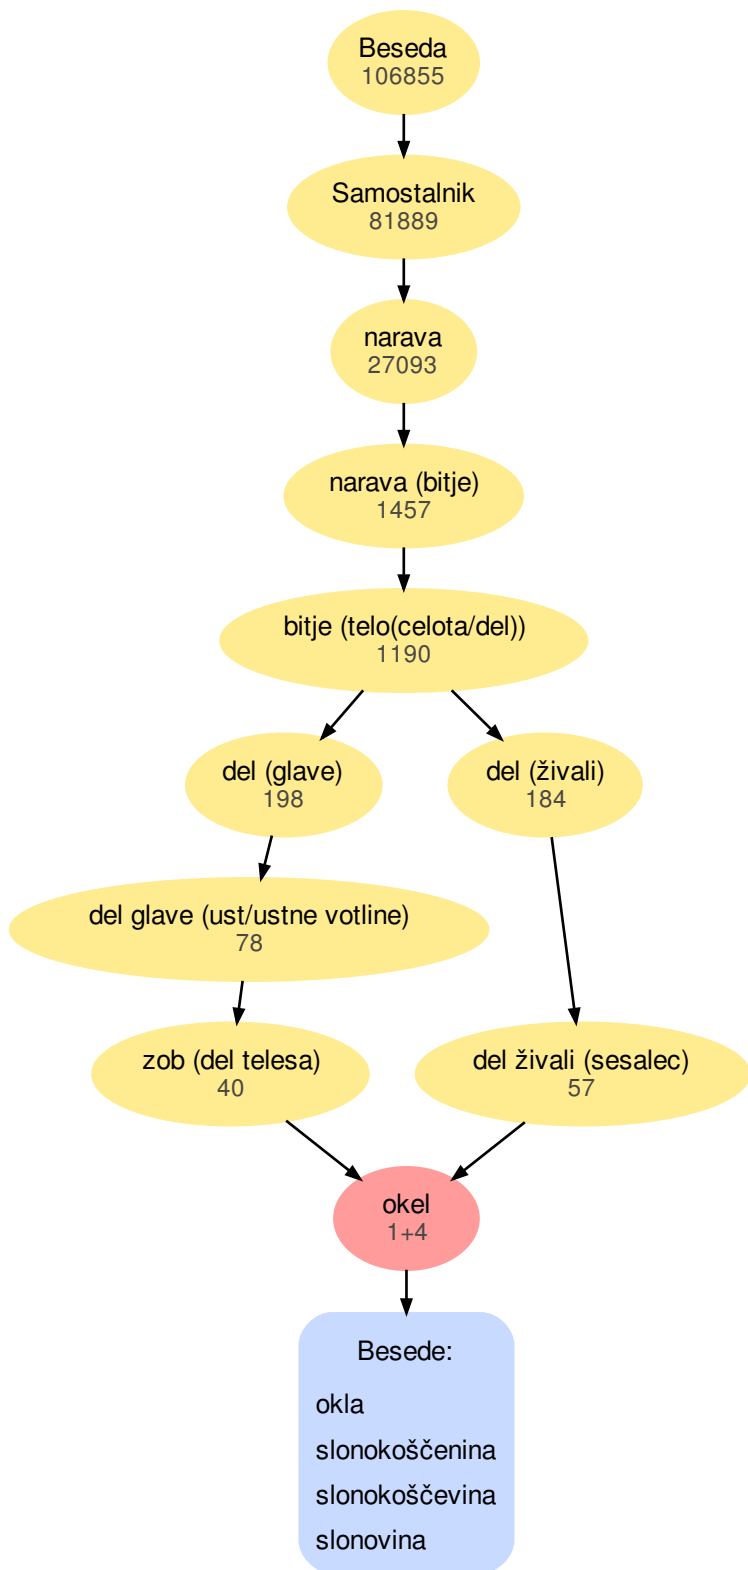 Beseda
106855
Samostalnik
81889
narava
27093
narava (bitje)
1457
bitje (telo(celota/del))
1190
del (glave)
198
del (živali)
184
del glave (ust/ustne votline)
78
zob (del telesa)
40
del živali (sesalec)
57
okel
1+4
Besede:
okla
slonokoščenina
slonokoščevina
slonovina